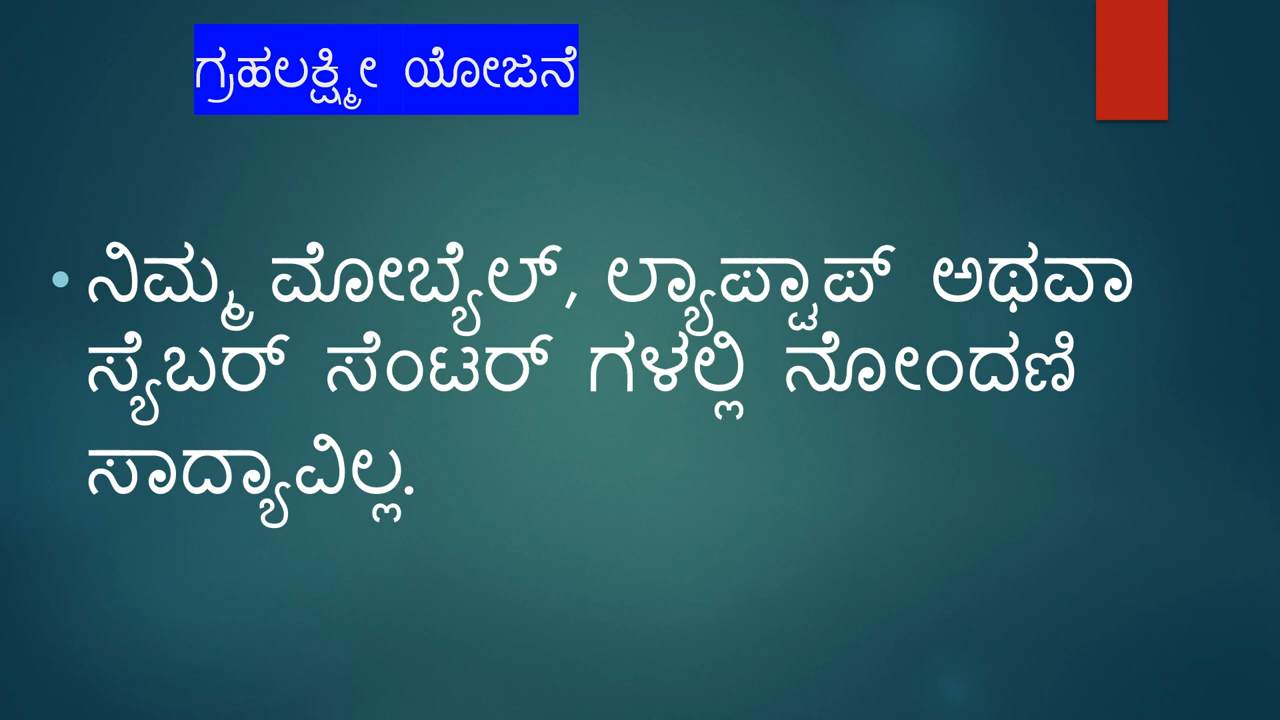 ಗ್ರಹಲಕ್ಷ್ಮೀ ಯೋಜನೆ
• ನಿಮ್ಮ ಮೋಬ್ಯೆಲ್, ಲ್ಯಾಪ್ಟಾಪ್ ಅಥವಾ
ಸ್ಯೆಬರ್ ಸೆಂಟರ್ ಗಳಲ್ಲಿ ನೋಂದಣಿ
ಸಾದ್ಯಾವಿಲ್ಲ.